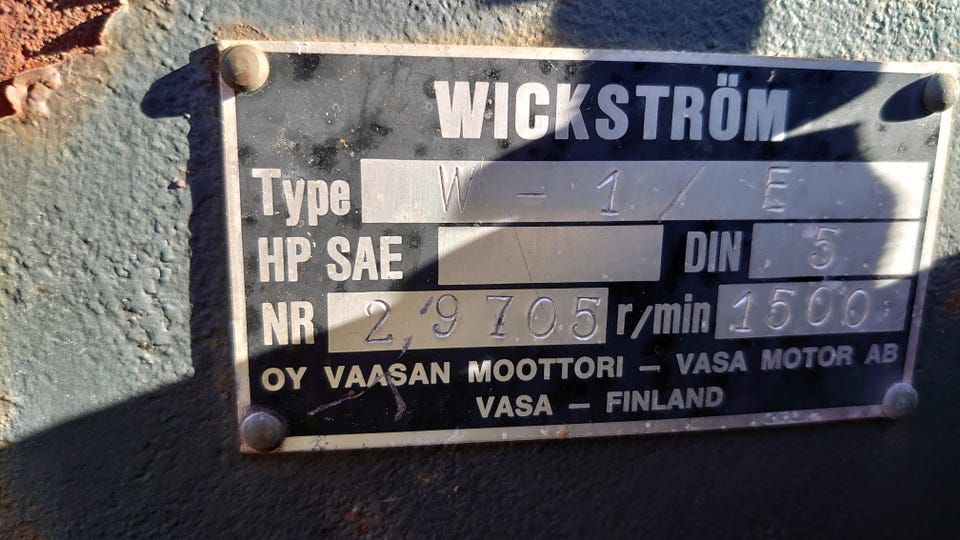 WICKSTRÖM
Type W - 1 / E
HP SAE DIN 5
NR 29705 r/min 1500
OY VAASAN MOOTTORI – VASA MOTOR AB
VASA – FINLAND